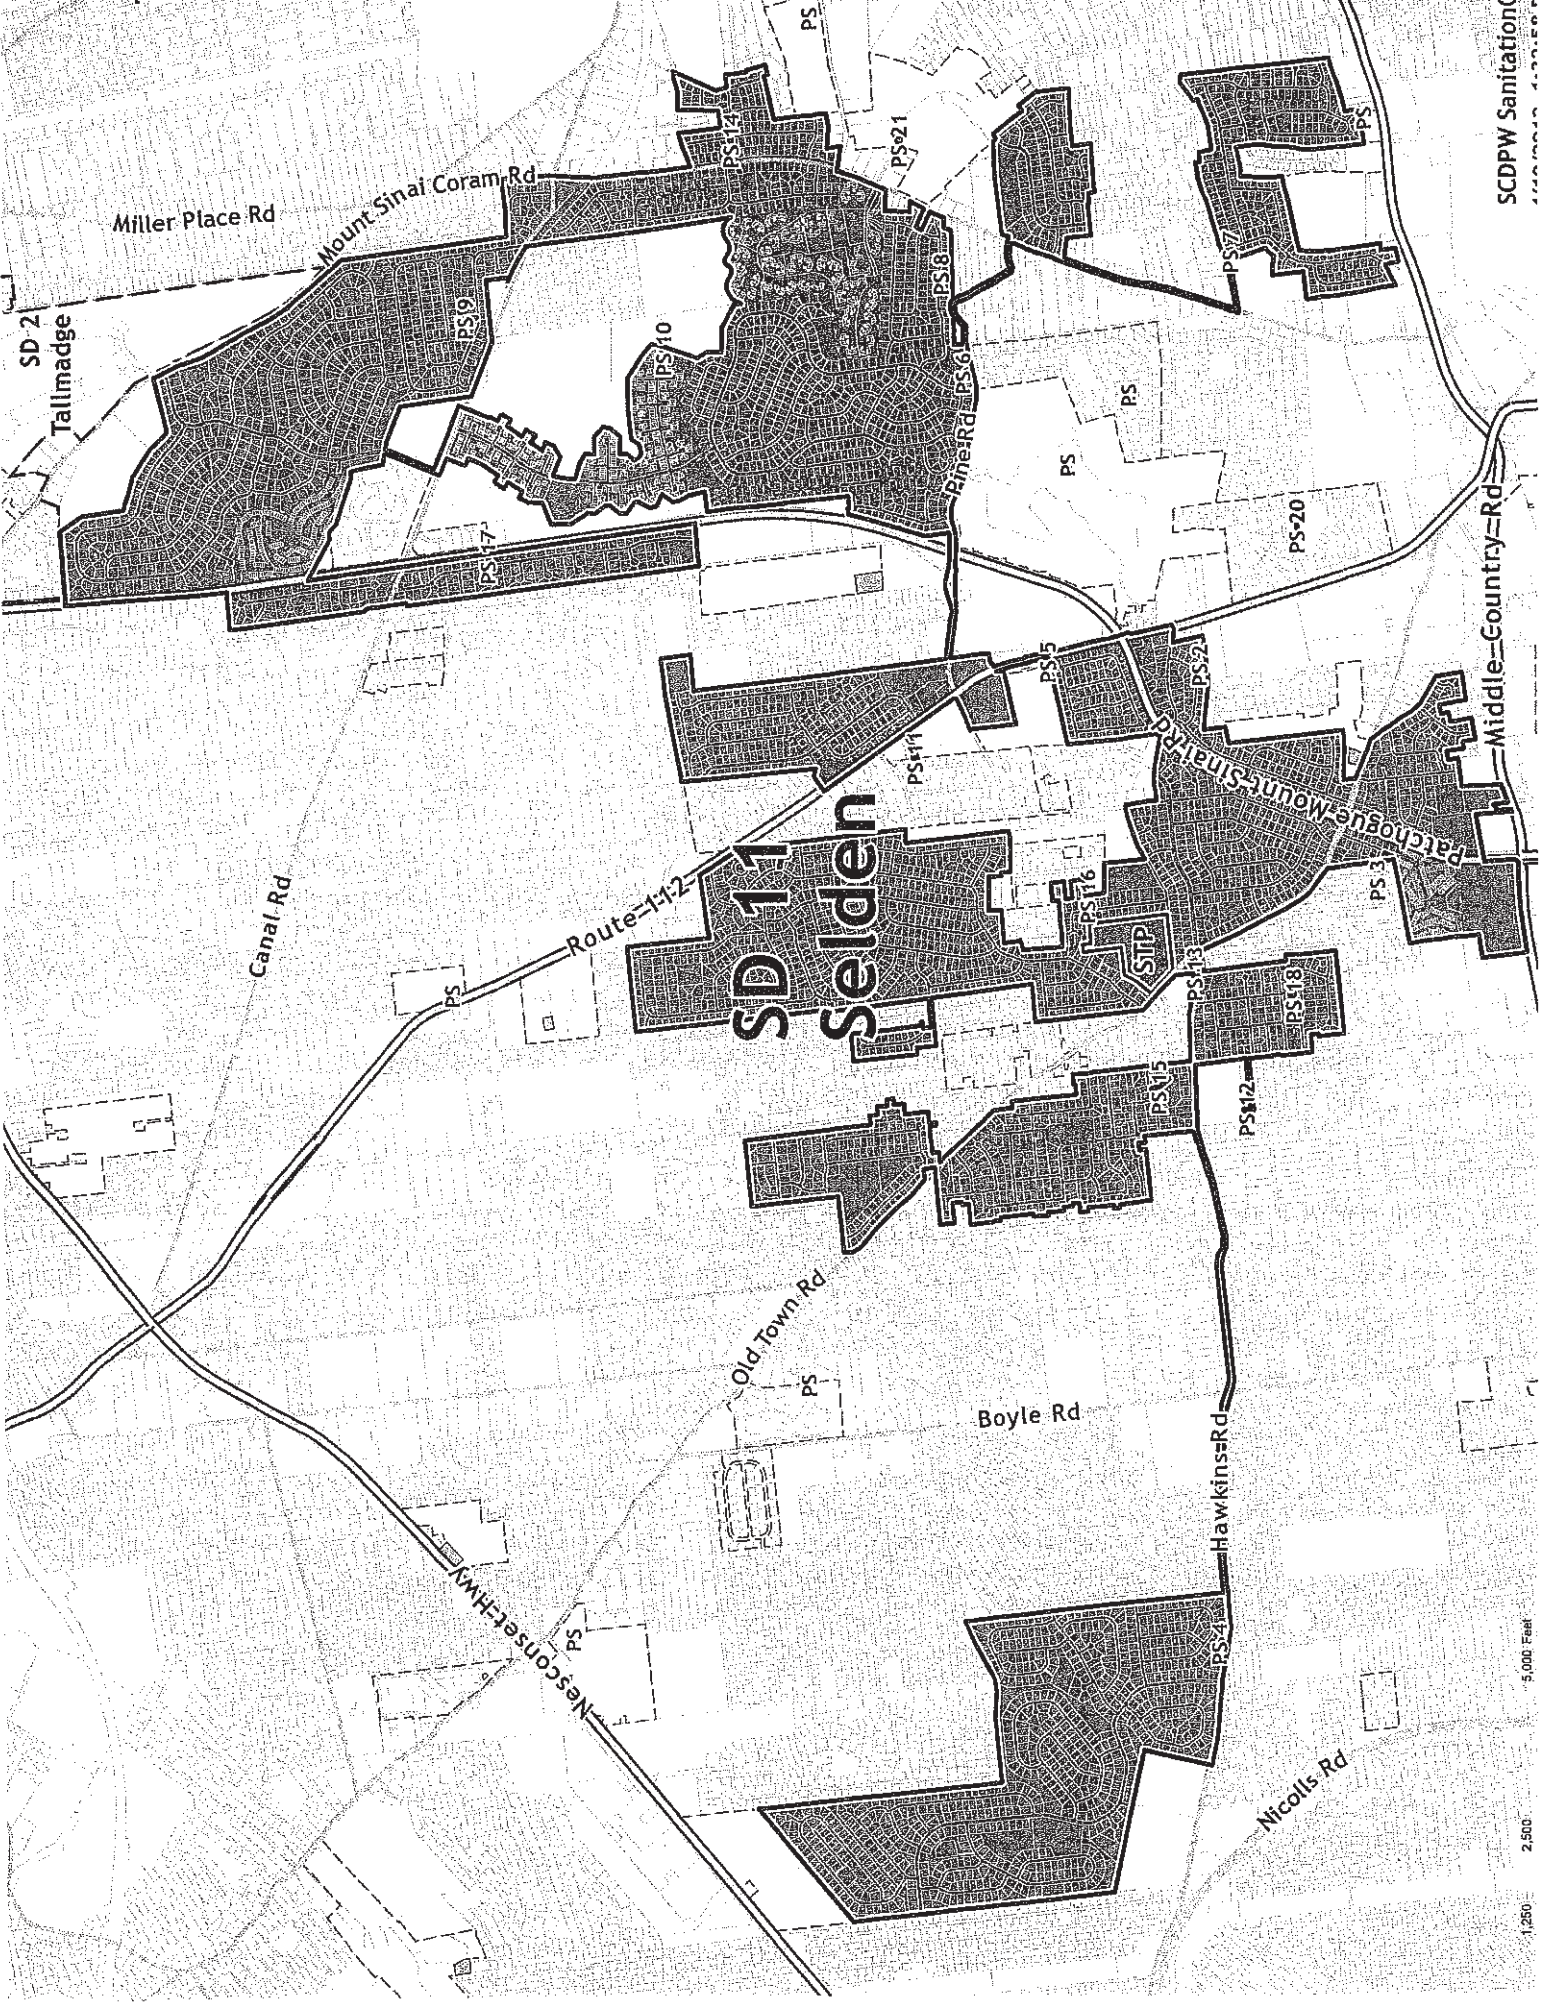 SD 2
Tallmadge
Miller Place Rd
Mount Sinai Coram Rd
PS 9
PS 10
PS 14
PS
PS 21
PS 8
PS 6
Pine Rd
PS 7
PS
PS 17
PS
PS
PS 20
Canal Rd
Route 112
PS
PS 11
PS 5
PS 2
Patchogue-Mount Sinai Rd
Middle Country Rd
SD 11
Selden
PS 16
STP
PS 13
PS 3
PS 18
PS 15
PS 12
Old Town Rd
PS
Boyle Rd
Hawkins Rd
Nesconset Hwy
PS
PS 4
Nicolls Rd
1,250
2,500
5,000 Feet
SCDPW Sanitation